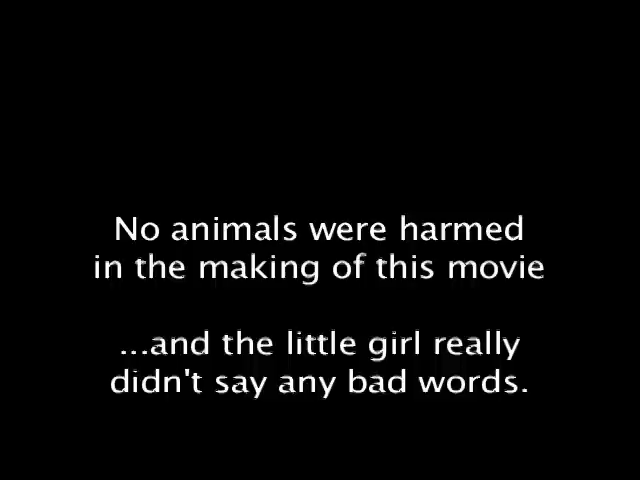 No animals were harmed
in the making of this movie
...and the little girl really
didn't say any bad words.